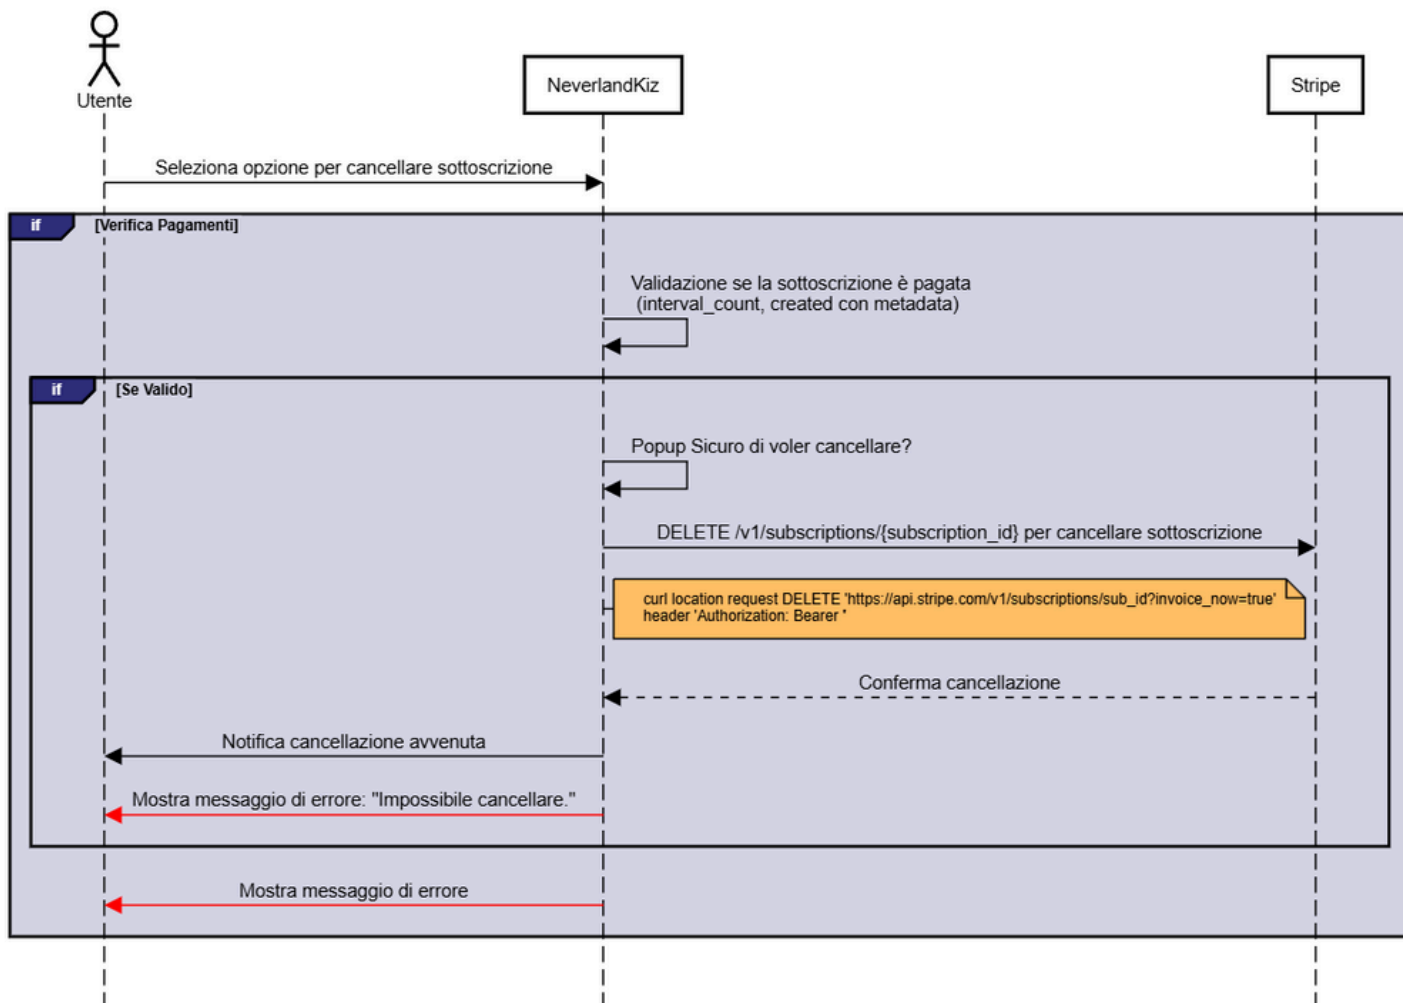 Utente
NeverlandKiz
Stripe
Seleziona opzione per cancellare sottoscrizione
if [Verifica Pagamenti]
Validazione se la sottoscrizione è pagata
(interval_count, created con metadata)
if [Se Valido]
Popup Sicuro di voler cancellare?
DELETE /v1/subscriptions/{subscription_id} per cancellare sottoscrizione
curl location request DELETE 'https://api.stripe.com/v1/subscriptions/sub_id?invoice_now=true'
header 'Authorization: Bearer '
Conferma cancellazione
Notifica cancellazione avvenuta
Mostra messaggio di errore: "Impossibile cancellare."
Mostra messaggio di errore